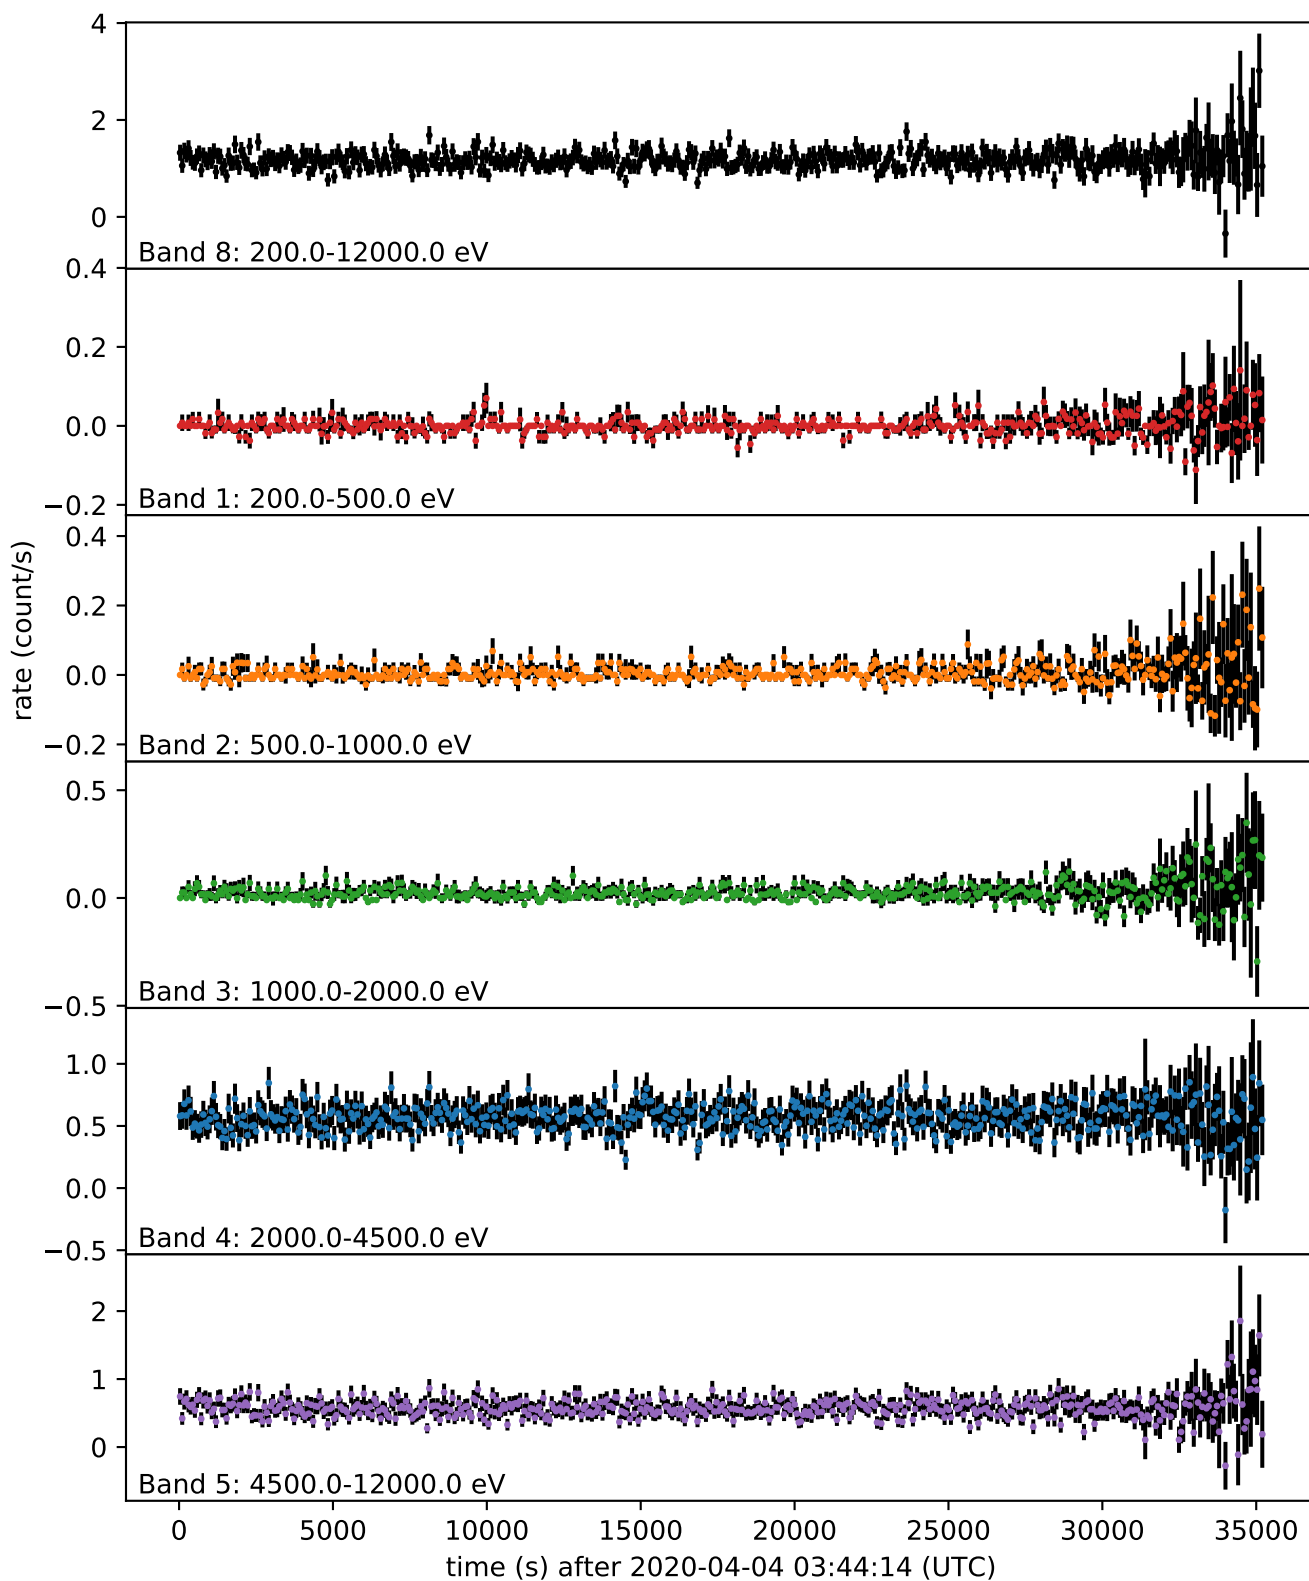 4
2
0
Band 8: 200.0-12000.0 eV
0.4
0.2
0.0
−0.2
Band 1: 200.0-500.0 eV
0.4
0.2
0.0
−0.2
Band 2: 500.0-1000.0 eV
rate (count/s)
0.5
0.0
−0.5
Band 3: 1000.0-2000.0 eV
1.0
0.5
0.0
−0.5
Band 4: 2000.0-4500.0 eV
2
1
0
Band 5: 4500.0-12000.0 eV
0 5000 10000 15000 20000 25000 30000 35000
time (s) after 2020-04-04 03:44:14 (UTC)